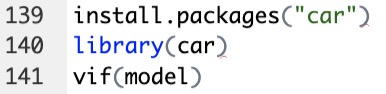 139 install.packages("car")
140 library(car)
141 vif(model)